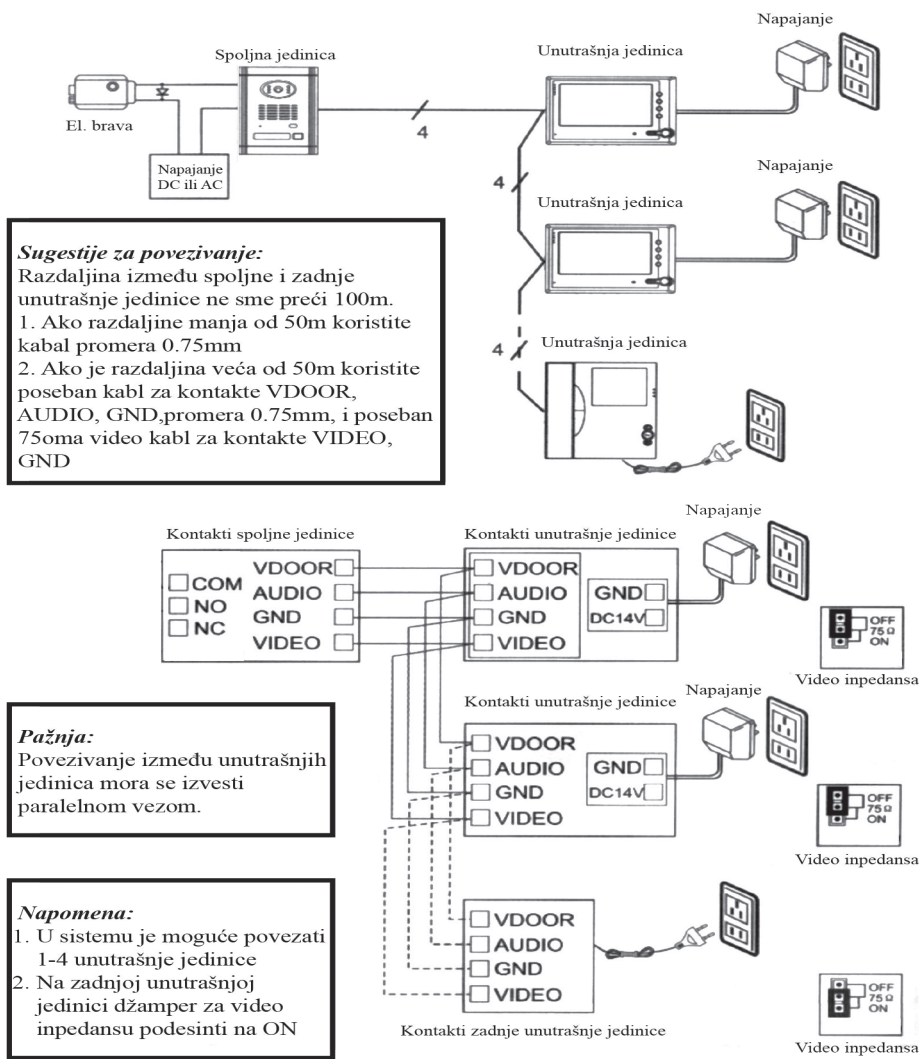 Napajanje
Spoljna jedinica
Unutrašnja jedinica
El. brava
4
Napajanje
DC ili AC
Napajanje
4
Unutrašnja jedinica
Sugestije za povezivanje:
Razdaljina između spoljne i zadnje
unutrašnje jedinice ne sme preći 100m.
1. Ako razdaljine manja od 50m koristite
kabal promera 0.75mm
2. Ako je razdaljina veća od 50m koristite
poseban kabl za kontakte VDOOR,
AUDIO, GND,promera 0.75mm, i poseban
75oma video kabl za kontakte VIDEO,
GND
4
Unutrašnja jedinica
Kontakti spoljne jedinice
COM
NO
NC
VDOOR
AUDIO
GND
VIDEO
Kontakti unutrašnje jedinice
VDOOR
AUDIO
GND
VIDEO
GND
DC14V
Napajanje
OFF
75 Ω
ON
Video inpedansa
Pažnja:
Povezivanje između unutrašnjih
jedinica mora se izvesti
paralelnom vezom.
Kontakti unutrašnje jedinice
VDOOR
AUDIO
GND
VIDEO
GND
DC14V
Napajanje
OFF
75 Ω
ON
Video inpedansa
Napomena:
1. U sistemu je moguće povezati
1-4 unutrašnje jedinice
2. Na zadnjoj unutrašnjoj
jedinici džamper za video
inpedansu podesinti na ON
VDOOR
AUDIO
GND
VIDEO
Kontakti zadnje unutrašnje jedinice
OFF
75 Ω
ON
Video inpedansa